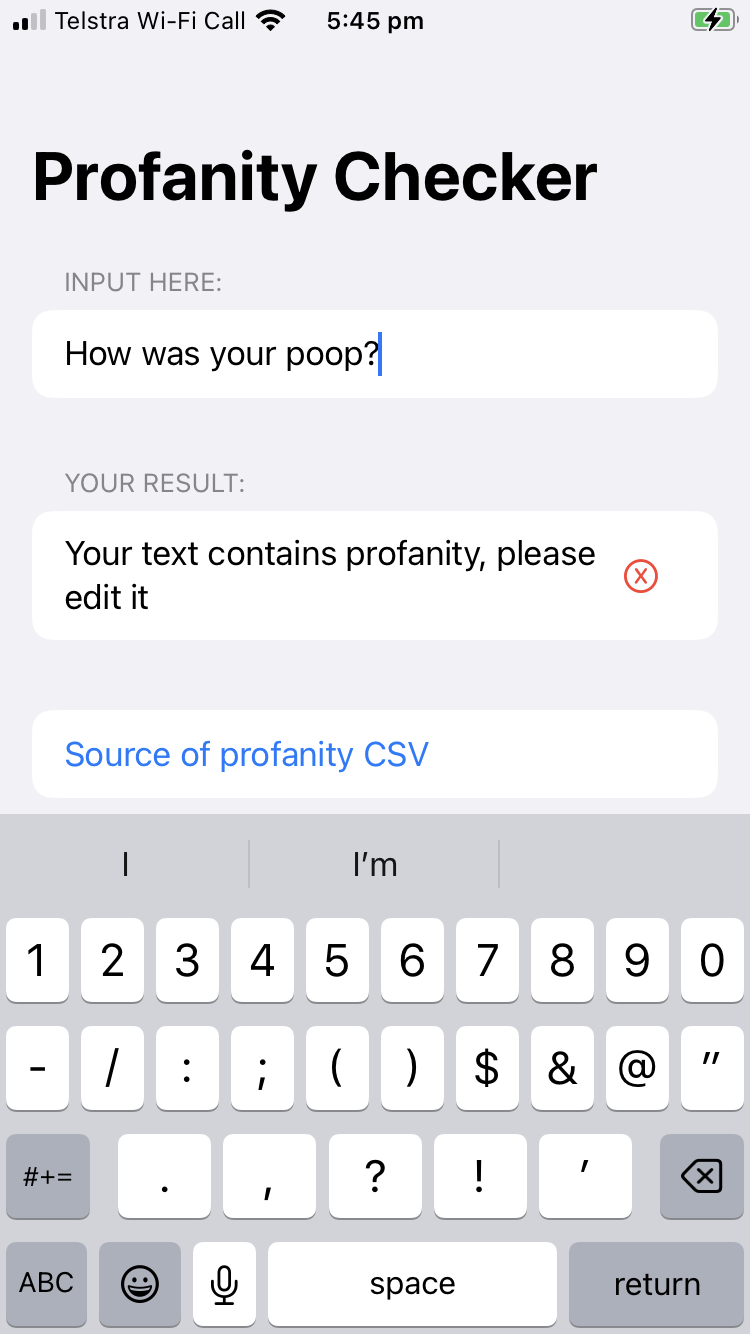 Telstra Wi-Fi Call 5:45 pm
Profanity Checker
INPUT HERE:
How was your poop?
YOUR RESULT:
Your text contains profanity, please
edit it
Source of profanity CSV
I I’m
1 2 3 4 5 6 7 8 9 0
- / : ; ( ) $ & @ "
#+= . , ? ! ’
ABC space return